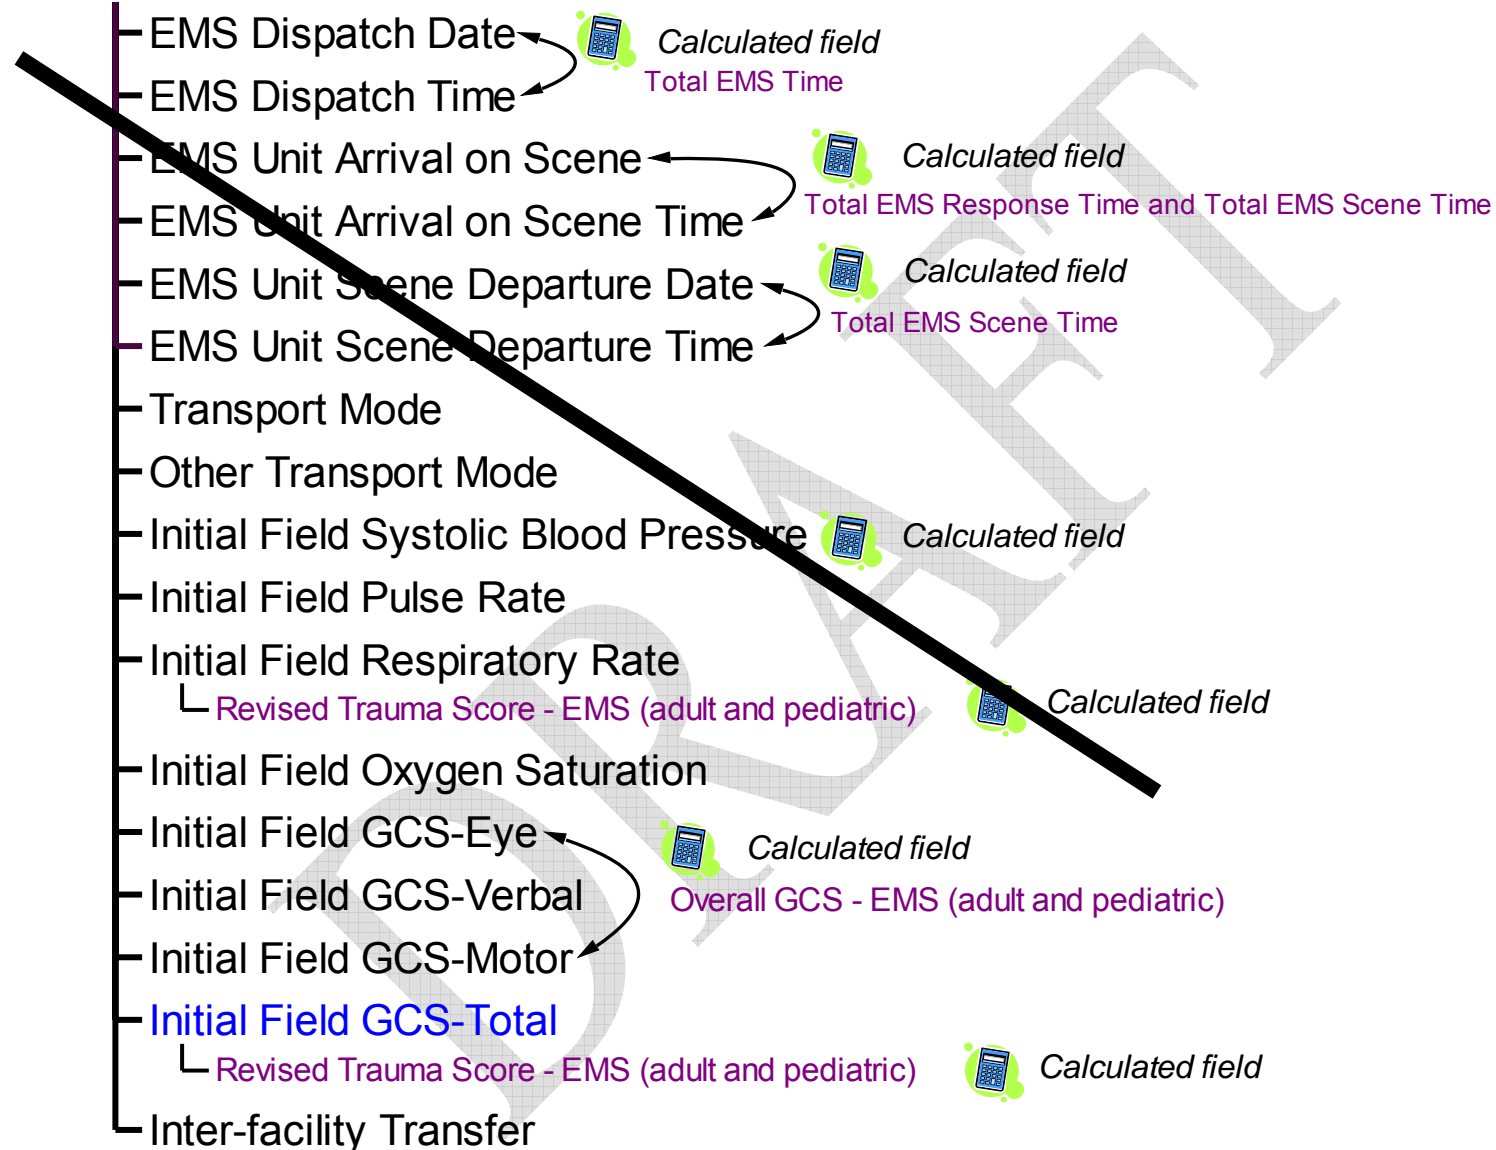 EMS Dispatch Date
Calculated field
Total EMS Time
EMS Dispatch Time
EMS Unit Arrival on Scene
Calculated field
Total EMS Response Time and Total EMS Scene Time
EMS Unit Arrival on Scene Time
EMS Unit Scene Departure Date
Calculated field
Total EMS Scene Time
EMS Unit Scene Departure Time
Transport Mode
Other Transport Mode
Initial Field Systolic Blood Pressure
Calculated field
Initial Field Pulse Rate
Initial Field Respiratory Rate
Revised Trauma Score - EMS (adult and pediatric)
Calculated field
Initial Field Oxygen Saturation
Initial Field GCS-Eye
Calculated field
Initial Field GCS-Verbal
Overall GCS - EMS (adult and pediatric)
Initial Field GCS-Motor
Initial Field GCS-Total
Revised Trauma Score - EMS (adult and pediatric)
Calculated field
Inter-facility Transfer
DRAFT